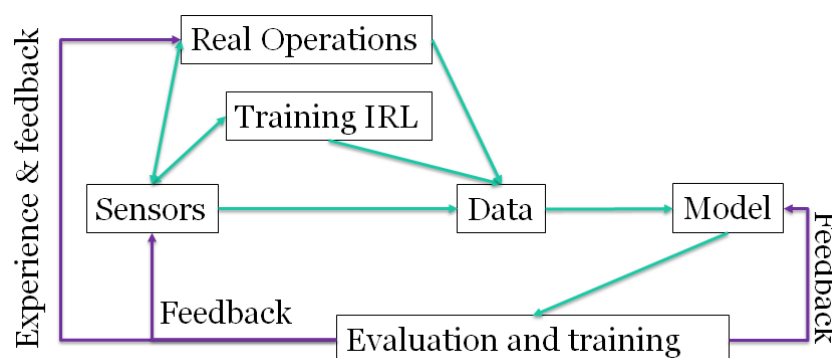 Experience & feedback
Real Operations
Training IRL
Sensors
Data
Model
Feedback
Feedback
Evaluation and training